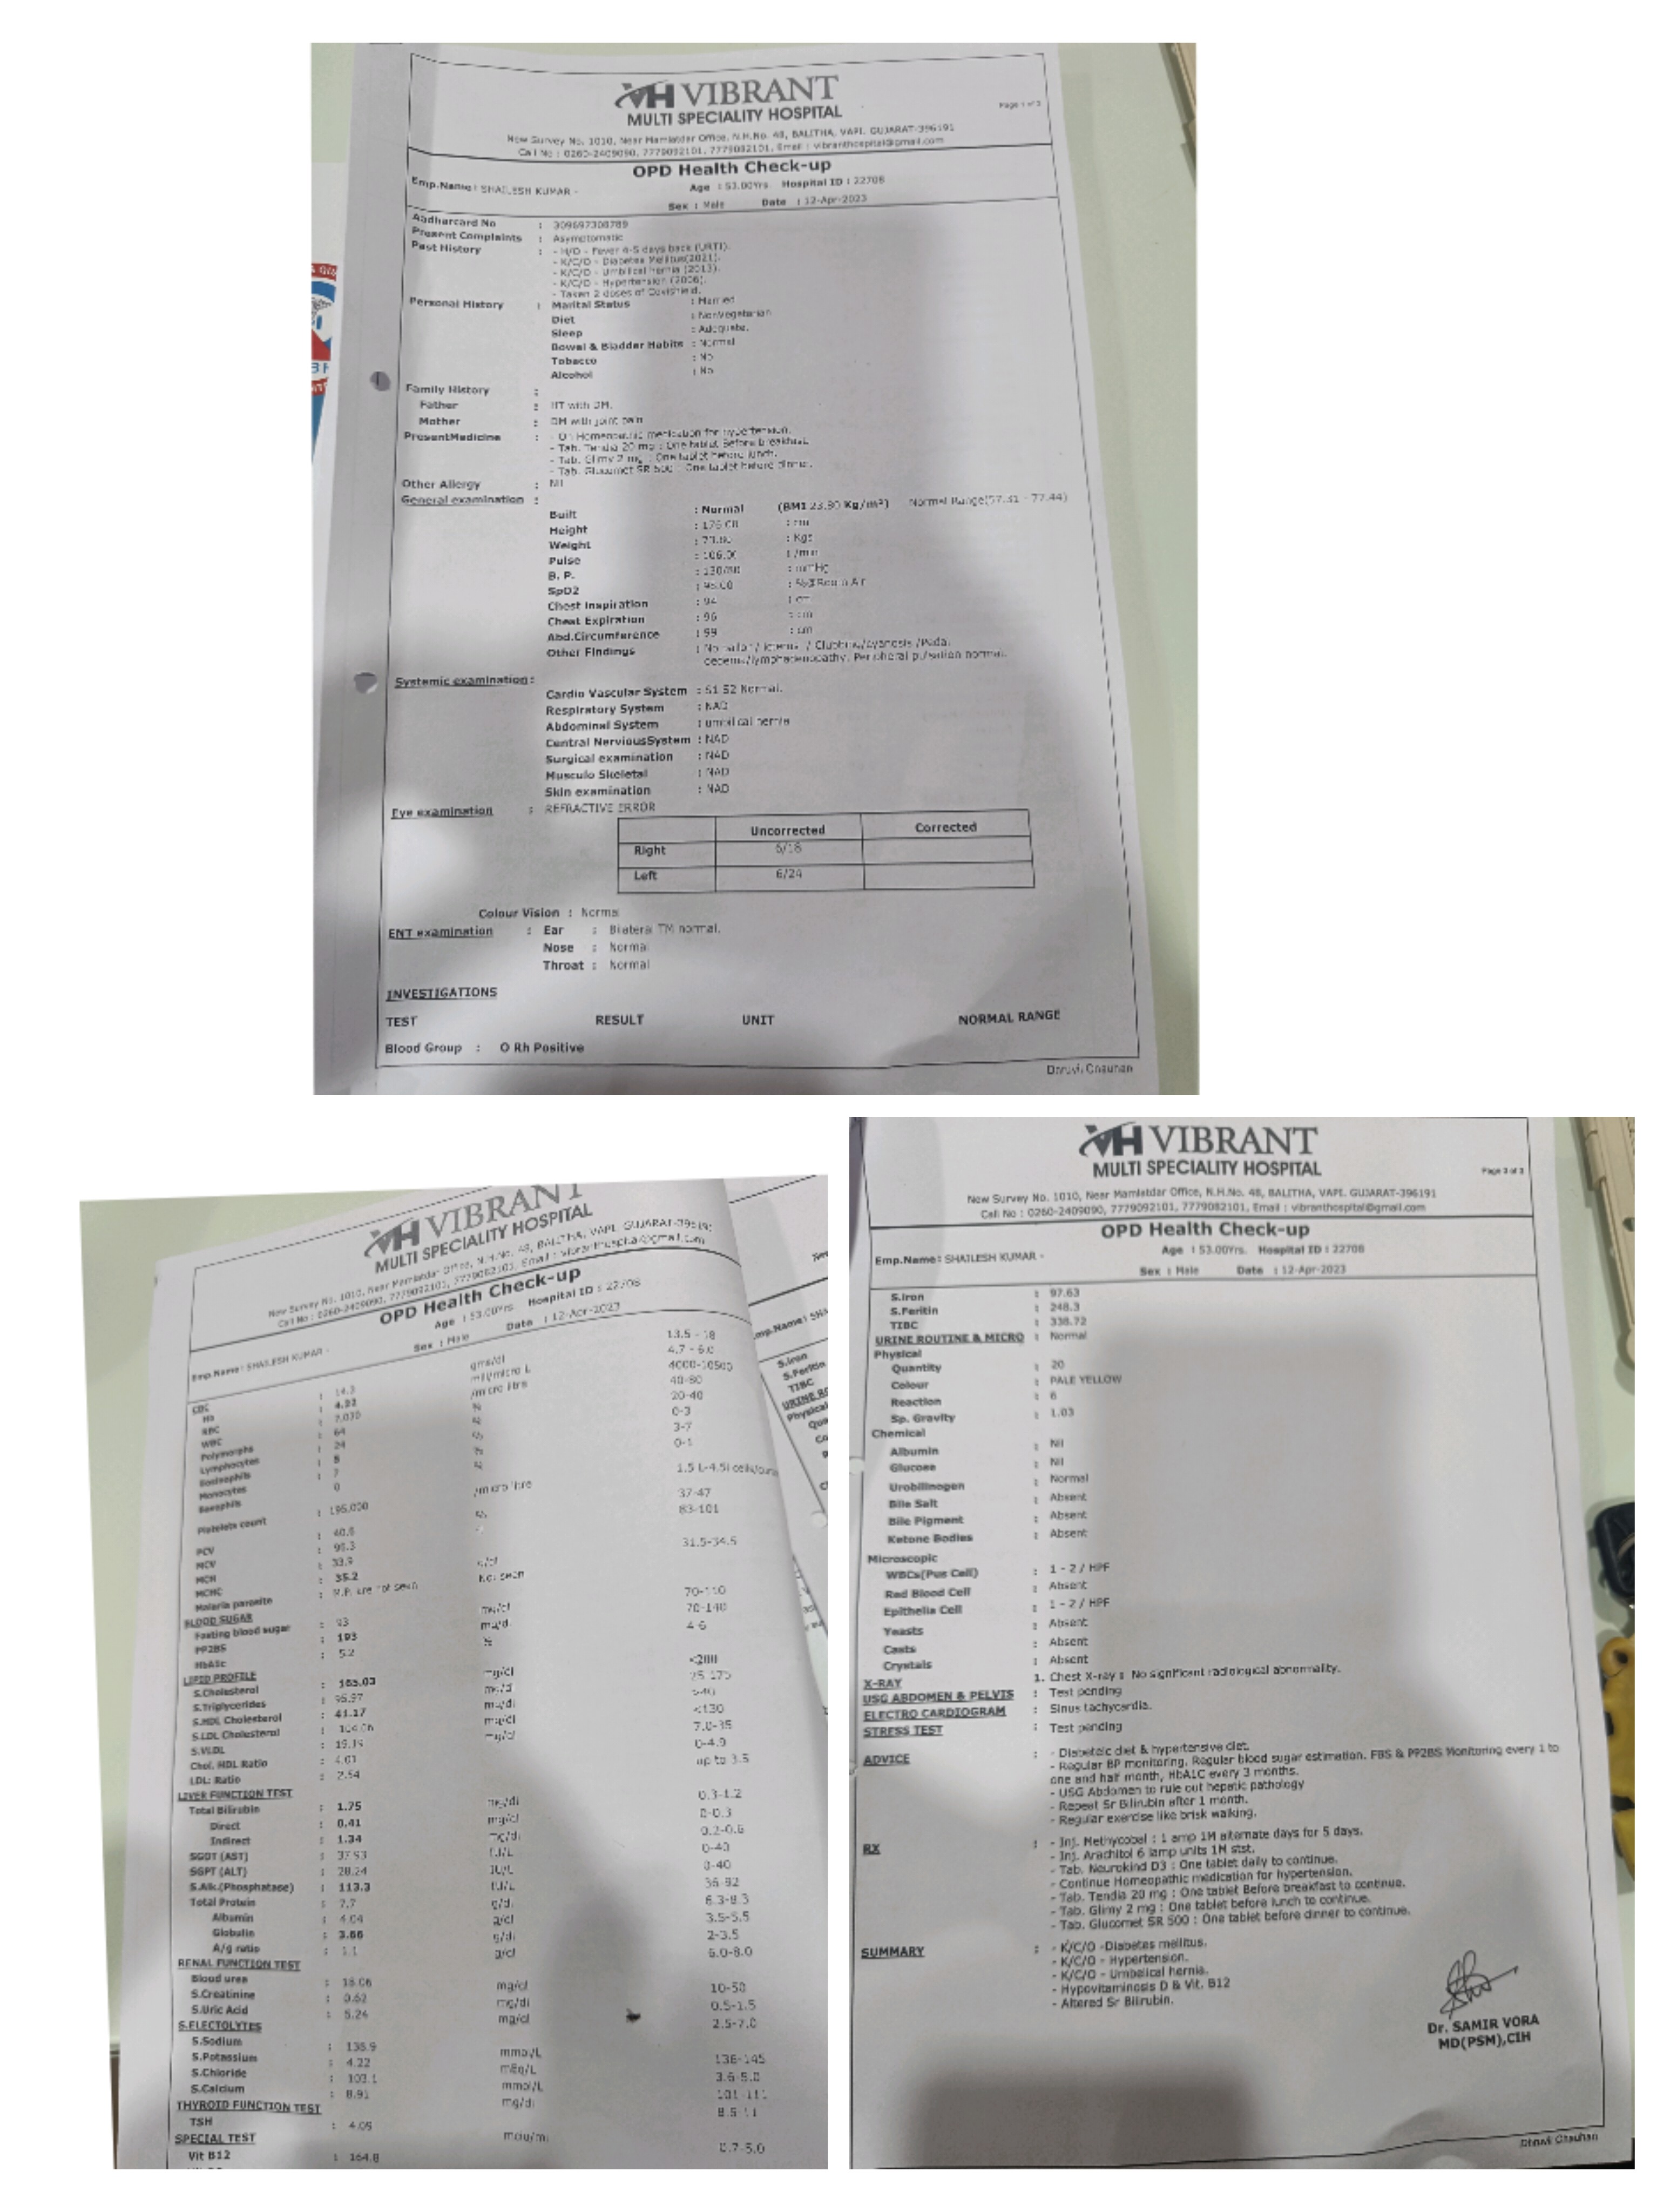 VH VIBRANT
MULTI SPECIALITY HOSPITAL
Page 1 of 3
New Survey No. 1010, Near Mamlatdar Office, N.H.No. 48, BALITHA, VAPI. GUJARAT-396191
Call No : 0260-2409090, 7779092101, 7779082101, Email : vibranthospital@gmail.com
OPD Health Check-up
Emp.Name: SHAILESH KUMAR - Age : 53.00Yrs. Hospital ID : 22708
Sex : Male Date : 12-Apr-2023
Aadharcard No : 309697308789
Present Complaints : Asymptomatic
Past History : - H/O - Fever 4-5 days back (URTI).
- K/C/O - Diabetes Mellitus(2021).
- K/C/O - Umbilical hernia (2013).
- K/C/O - Hypertension (2006).
- Taken 2 doses of Covishield.
Personal History : Marital Status : Married
Diet : NonVegetarian
Sleep : Adequate.
Bowel & Bladder Habits : Normal
Tobacco : No
Alcohol : No
Family History :
Father : HT with DM.
Mother : DM with joint pain
PresentMedicine : - On Homeopathic medication for hypertension.
- Tab. Tendia 20 mg : One tablet Before breakfast.
- Tab. Glimy 2 mg : One tablet before lunch.
- Tab. Glucomet SR 500 - One tablet before dinner.
Other Allergy : Nil
General examination :
Built : Normal (BMI 23.80 Kg/m²) Normal Range(57.31 - 77.44)
Height : 176.00 : cm
Weight : Kgs
Pulse : 106.00 : /min
B. P. : 130/80 : mmHg
SpO2 : : %@Room Air
Chest Inspiration : 94 : cm
Cheat Expiration : 96 : cm
Abd.Circumference : 99 : cm
Other Findings : No / / Clubbing/cyanosis /Pedal
oedema/lymphadenopathy. Peripheral pulsation normal.
Systemic examination :
Cardio Vascular System : S1 S2 Normal.
Respiratory System : NAD
Abdominal System : umbilical hernia
Central NerviousSystem : NAD
Surgical examination : NAD
Musculo Skeletal : NAD
Skin examination : NAD
Eye examination : REFRACTIVE ERROR
Uncorrected Corrected
Right 6/18
Left 6/24
Colour Vision : Normal
ENT examination : Ear : Bilateral TM normal.
Nose : Normal
Throat : Normal
INVESTIGATIONS
TEST RESULT UNIT NORMAL RANGE
Blood Group : O Rh Positive
Dhruvi Chauhan
VH VIBRANT
MULTI SPECIALITY HOSPITAL
New Survey No. 1010, Near Mamlatdar Office, N.H.No. 48, BALITHA, VAPI. GUJARAT-396191
Call No : 0260-2409090, 7779092101, 7779082101, Email : vibranthospital@gmail.com
OPD Health Check-up
Emp.Name: SHAILESH KUMAR - Age : 53.00Yrs. Hospital ID : 22708
Sex : Male Date : 12-Apr-2023
CBC
Hb : 14.3 gms/dl 13.5 - 18
RBC : 4.22 mill/micro L 4.7 - 6.0
WBC : 7,030 /micro litre 4000-10500
Polymorphs : 64 % 40-80
Lymphocytes : 24 % 20-40
Eosinophils : 5 % 0-3
Monocytes : 7 % 3-7
Basophils : 0 % 0-1
Platelets count : 195,000 /micro litre
PCV : 40.6 % 37-47
MCV : 96.3 83-101
MCH : 33.9
MCHC : 35.2 g/dl 31.5-34.5
Malaria parasite : M.P. are not seen Not seen
BLOOD SUGAR
Fasting blood sugar : 93 mg/dl 70-110
PP2BS : 193 mg/dl 70-140
HbA1c : 5.2 % 4-6
LIPID PROFILE
S.Cholesterol : 165.03 mg/dl <200
S.Triglycerides : 95.97 mg/dl 25-175
S.HDL Cholesterol : 41.17 mg/dl >40
S.LDL Cholesterol : 104.06 mg/dl <130
S.VLDL : 19.19 mg/dl 7.0-35
Chol. HDL Ratio : 4.01 0-4.9
LDL: Ratio : 2.54 up to 3.5
LIVER FUNCTION TEST
Total Bilirubin : 1.75 mg/dl 0.3-1.2
Direct : 0.41 mg/dl 0-0.3
Indirect : 1.34 mg/dl 0.2-0.6
SGOT (AST) : 37.93 IU/L 0-40
SGPT (ALT) : 28.24 IU/L 0-40
S.Alk.(Phosphatase) : 113.3 IU/L 36-92
Total Protein : 7.7 g/dl 6.3-8.3
Albumin : 4.04 g/dl 3.5-5.5
Globulin : 3.66 g/dl 2-3.5
A/g ratio : 1.1 g/dl 6.0-8.0
RENAL FUNCTION TEST
Blood urea : 18.06 mg/dl 10-50
S.Creatinine : 0.62 mg/dl 0.5-1.5
S.Uric Acid : 5.26 mg/dl 2.5-7.0
S.ELECTOLYTES
S.Sodium : 138.9 mmol/L 136-145
S.Potassium : 4.22 mEq/L 3.6-5.0
S.Chloride : 103.1 mmol/L 101-111
S.Calcium : 8.91 mg/dl 8.5-11
THYROID FUNCTION TEST
TSH : 4.05 mciu/ml 0.7-5.0
SPECIAL TEST
Vit B12 : 164.8
VH VIBRANT
MULTI SPECIALITY HOSPITAL
Page 3 of 3
New Survey No. 1010, Near Mamlatdar Office, N.H.No. 48, BALITHA, VAPI. GUJARAT-396191
Call No : 0260-2409090, 7779092101, 7779082101, Email : vibranthospital@gmail.com
OPD Health Check-up
Emp.Name: SHAILESH KUMAR - Age : 53.00Yrs. Hospital ID : 22708
Sex : Male Date : 12-Apr-2023
S.Iron : 97.63
S.Feritin : 248.3
TIBC : 338.72
URINE ROUTINE & MICRO : Normal
Physical
Quantity : 20
Colour : PALE YELLOW
Reaction : 6
Sp. Gravity : 1.03
Chemical
Albumin : Nil
Glucose : Nil
Urobilinogen : Normal
Bile Salt : Absent
Bile Pigment : Absent
Ketone Bodies : Absent
Microscopic
WBCs(Pus Cell) : 1 - 2 / HPF
Red Blood Cell : Absent
Epithelia Cell : 1 - 2 / HPF
Yeasts : Absent
Casts : Absent
Crystals : Absent
X-RAY 1. Chest X-ray : No significant radiological abnormality.
USG ABDOMEN & PELVIS : Test pending
ELECTRO CARDIOGRAM : Sinus tachycardia.
STRESS TEST : Test pending
ADVICE : - Diabeteic diet & hypertensive diet.
- Regular BP monitoring, Regular blood sugar estimation. FBS & PP2BS Monitoring every 1 to
one and half month, HbA1C every 3 months.
- USG Abdomen to rule out hepatic pathology
- Repeat Sr Bilirubin after 1 month.
- Regular exercise like brisk walking.
RX : - Inj. Methycobel : 1 amp 1M alternate days for 5 days.
- Inj. Arachitol 6 lamp units 1M stst.
- Tab. Neurokind D3 : One tablet daily to continue.
- Continue Homeopathic medication for hypertension.
- Tab. Tendia 20 mg : One tablet Before breakfast to continue.
- Tab. Glimy 2 mg : One tablet before lunch to continue.
- Tab. Glucomet SR 500 : One tablet before dinner to continue.
SUMMARY : - K/C/O -Diabetes mellitus.
- K/C/O - Hypertension.
- K/C/O - Umbelical hernia.
- Hypovitaminosis D & Vit. B12
- Altered Sr Bilirubin.
Dr. SAMIR VORA
MD(PSM),CIH
Dhruvi Chauhan